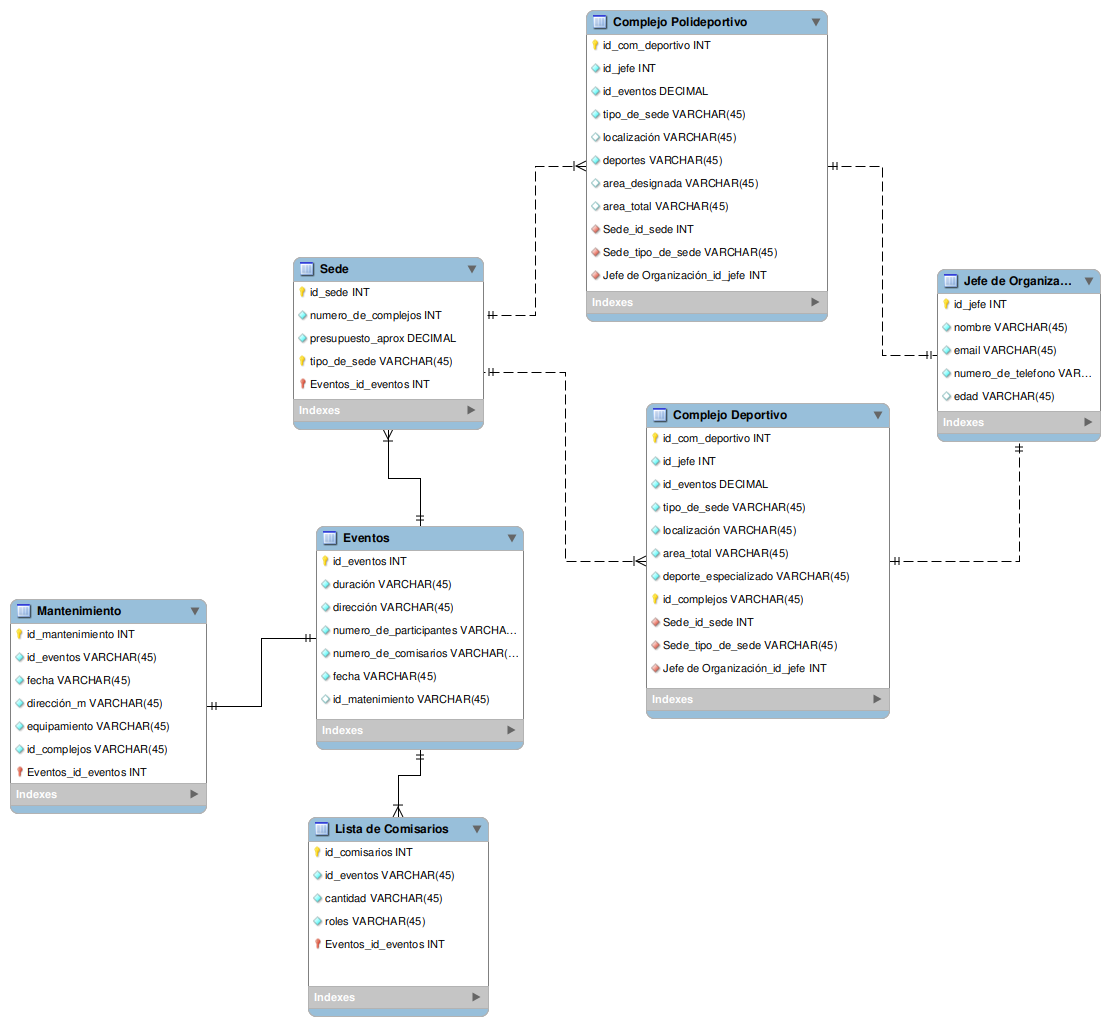 Complejo Polideportivo
id_com_deportivo INT
id_jefe INT
id_eventos DECIMAL
tipo_de_sede VARCHAR(45)
localización VARCHAR(45)
deportes VARCHAR(45)
area_designada VARCHAR(45)
area_total VARCHAR(45)
Sede_id_sede INT
Sede_tipo_de_sede VARCHAR(45)
Jefe de Organización_id_jefe INT
Indexes
Sede
id_sede INT
numero_de_complejos INT
presupuesto_aprox DECIMAL
tipo_de_sede VARCHAR(45)
Eventos_id_eventos INT
Indexes
Jefe de Organiza...
id_jefe INT
nombre VARCHAR(45)
email VARCHAR(45)
numero_de_telefono VAR...
edad VARCHAR(45)
Indexes
Complejo Deportivo
id_com_deportivo INT
id_jefe INT
id_eventos DECIMAL
tipo_de_sede VARCHAR(45)
localización VARCHAR(45)
area_total VARCHAR(45)
deporte_especializado VARCHAR(45)
id_complejos VARCHAR(45)
Sede_id_sede INT
Sede_tipo_de_sede VARCHAR(45)
Jefe de Organización_id_jefe INT
Indexes
Eventos
id_eventos INT
duración VARCHAR(45)
dirección VARCHAR(45)
numero_de_participantes VARCHA...
numero_de_comisarios VARCHAR(...
fecha VARCHAR(45)
id_matenimiento VARCHAR(45)
Indexes
Mantenimiento
id_mantenimiento INT
id_eventos VARCHAR(45)
fecha VARCHAR(45)
dirección_m VARCHAR(45)
equipamiento VARCHAR(45)
id_complejos VARCHAR(45)
Eventos_id_eventos INT
Indexes
Lista de Comisarios
id_comisarios INT
id_eventos VARCHAR(45)
cantidad VARCHAR(45)
roles VARCHAR(45)
Eventos_id_eventos INT
Indexes